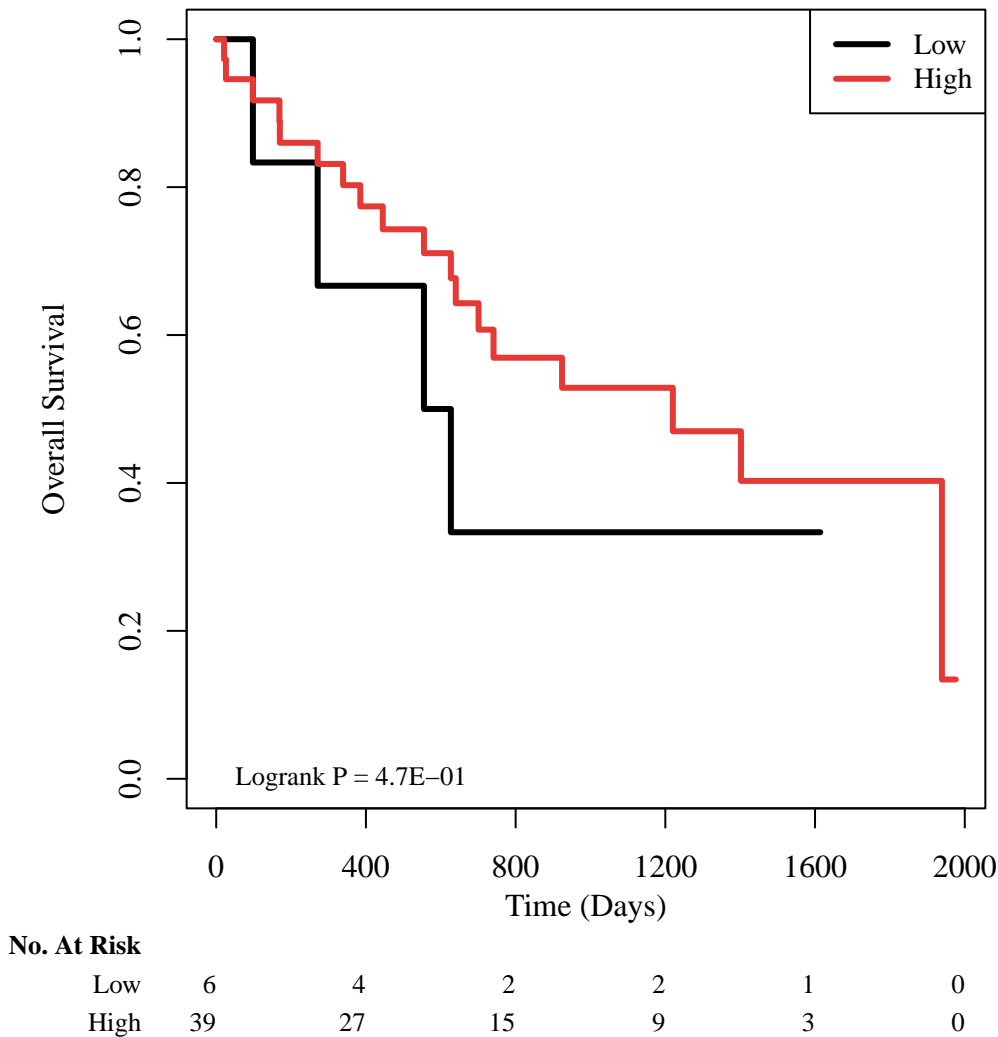 Low
High
1.0
0.8
0.6
0.4
0.2
0.0
Overall Survival
Logrank P = 4.7E−01
0 400 800 1200 1600 2000
Time (Days)
No. At Risk
Low 6 4 2 2 1 0
High 39 27 15 9 3 0